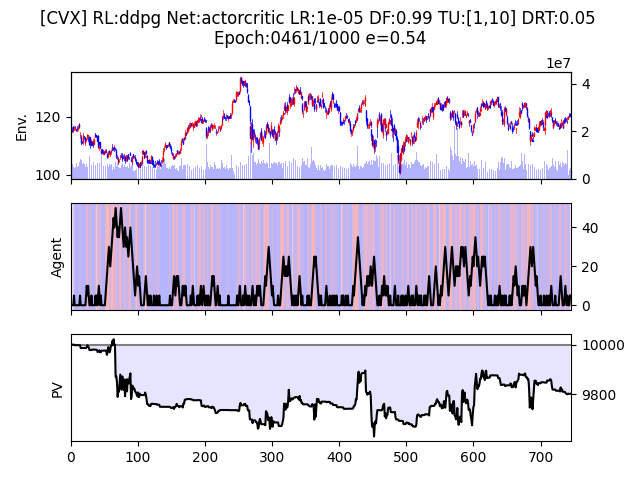 [CVX] RL:ddpg Net:actorcritic LR:1e-05 DF:0.99 TU:[1,10] DRT:0.05
Epoch:0461/1000 e=0.54
1e7
Env.
120
100
4
2
0
Agent
40
20
0
PV
10000
9800
0 100 200 300 400 500 600 700